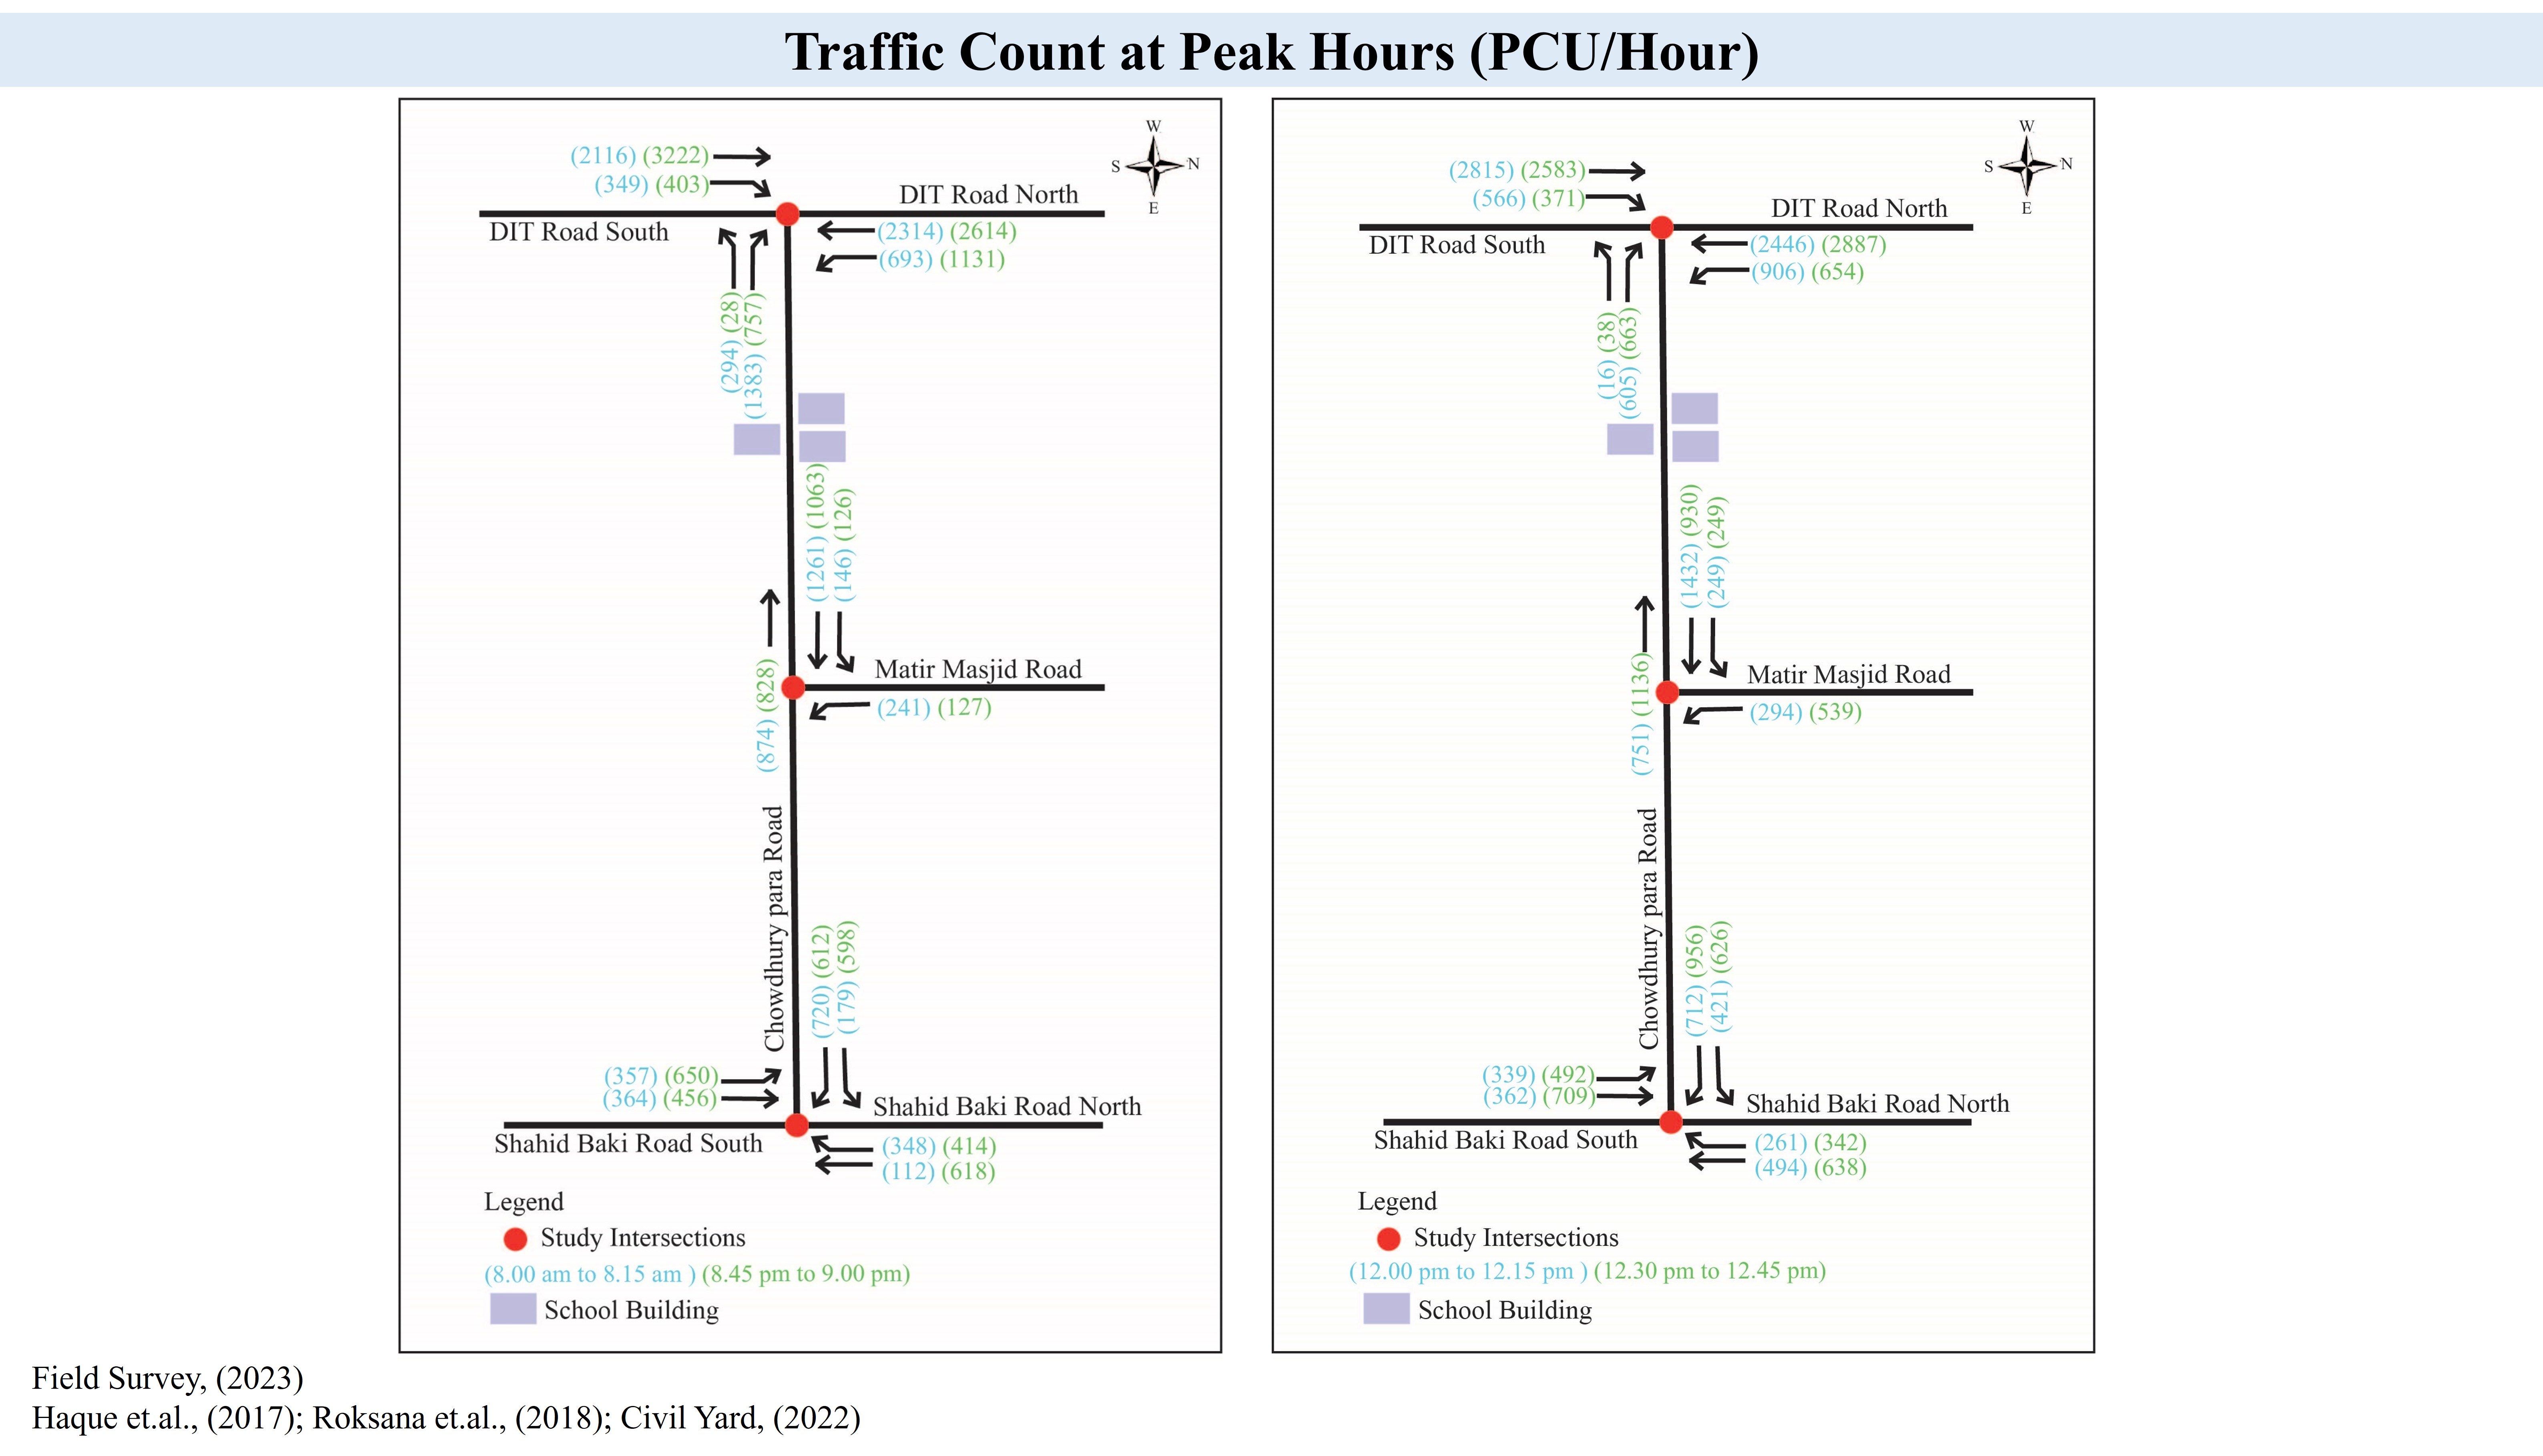 Traffic Count at Peak Hours (PCU/Hour)
W
S N
E
(2116) (3222)
(349) (403)
DIT Road North
DIT Road South
(2314) (2614)
(693) (1131)
(294) (28)
(1383) (757)
(1261) (1063)
(146) (126)
(874) (828)
Matir Masjid Road
(241) (127)
Chowdhury para Road
(720) (612)
(179) (598)
(357) (650)
(364) (456)
Shahid Baki Road North
Shahid Baki Road South
(348) (414)
(112) (618)
Legend
Study Intersections
(8.00 am to 8.15 am ) (8.45 pm to 9.00 pm)
School Building
W
S N
E
(2815) (2583)
(566) (371)
DIT Road North
DIT Road South
(2446) (2887)
(906) (654)
(16) (38)
(605) (663)
(1432) (930)
(249) (249)
(751) (1136)
Matir Masjid Road
(294) (539)
Chowdhury para Road
(712) (956)
(421) (626)
(339) (492)
(362) (709)
Shahid Baki Road North
Shahid Baki Road South
(261) (342)
(494) (638)
Legend
Study Intersections
(12.00 pm to 12.15 pm ) (12.30 pm to 12.45 pm)
School Building
Field Survey, (2023)
Haque et.al., (2017); Roksana et.al., (2018); Civil Yard, (2022)